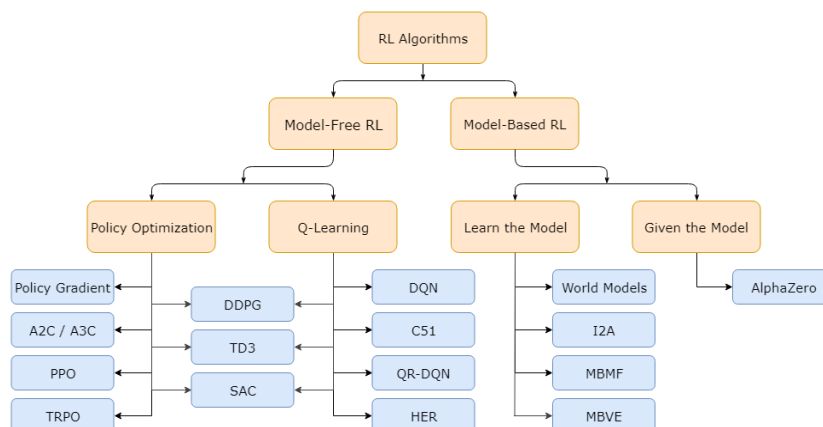 RL Algorithms
Model-Free RL
Model-Based RL
Policy Optimization
Q-Learning
Learn the Model
Given the Model
Policy Gradient
DDPG
DQN
World Models
AlphaZero
A2C / A3C
TD3
C51
I2A
PPO
SAC
QR-DQN
MBMF
TRPO
HER
MBVE